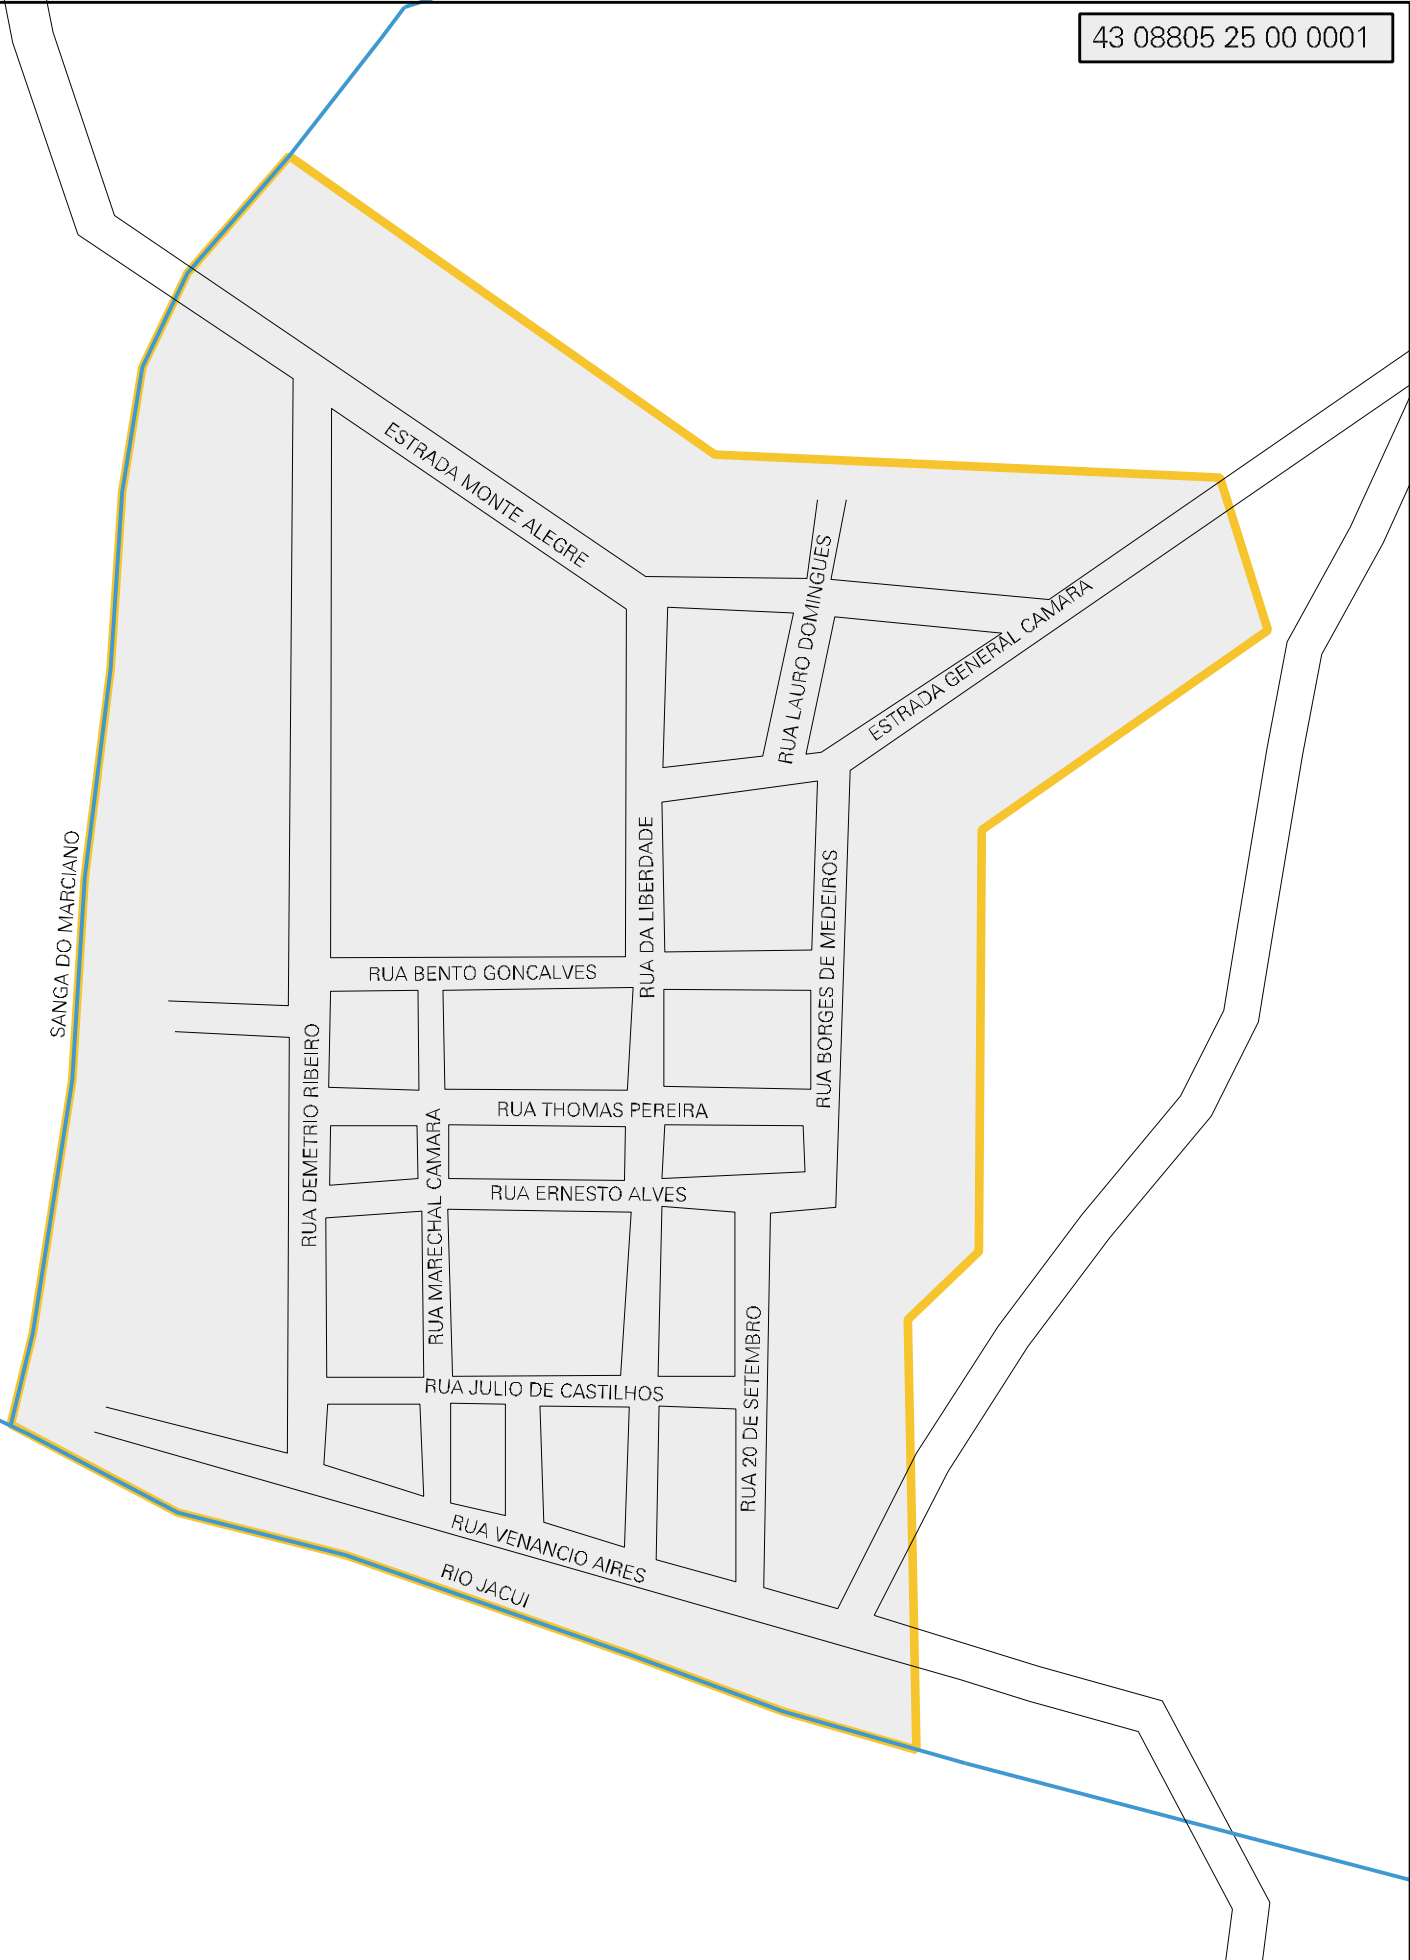 43 08805 25 00 0001
ESTRADA MONTE ALEGRE
RUA LAURO DOMINGUES
ESTRADA GENERAL CAMARA
SANGA DO MARCIANO
RUA DA LIBERDADE
RUA BORGES DE MEDEIROS
RUA BENTO GONCALVES
RUA DEMETRIO RIBEIRO
RUA THOMAS PEREIRA
RUA MARECHAL CAMARA
RUA ERNESTO ALVES
RUA 20 DE SETEMBRO
RUA JULIO DE CASTILHOS
RUA VENANCIO AIRES
RIO JACUI